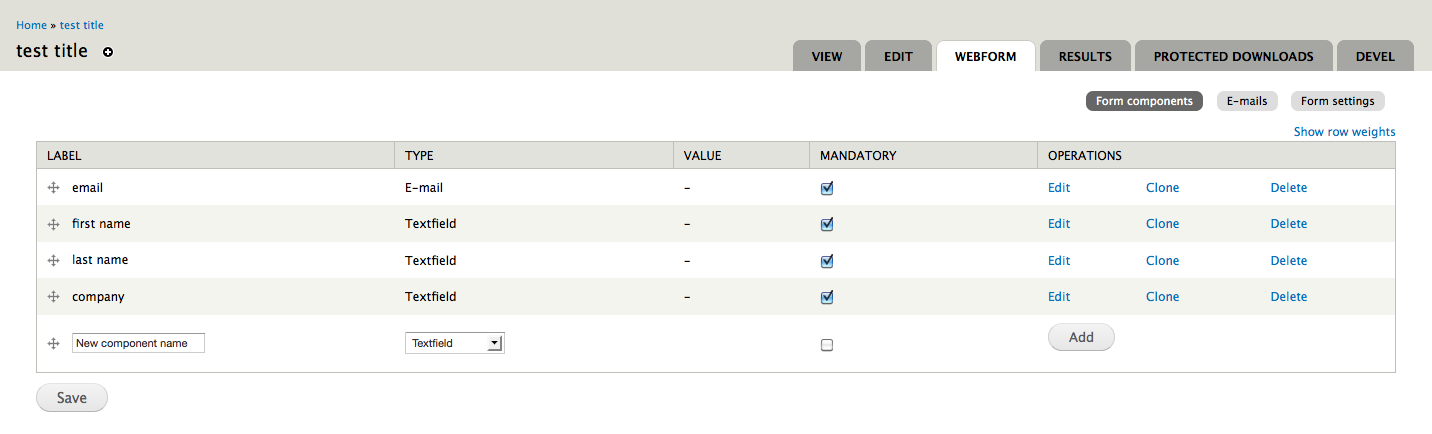 Home » test title
test title
VIEW EDIT WEBFORM RESULTS PROTECTED DOWNLOADS DEVEL
Form components E-mails Form settings
Show row weights
LABEL TYPE VALUE MANDATORY OPERATIONS
email E-mail – Edit Clone Delete
first name Textfield – Edit Clone Delete
last name Textfield – Edit Clone Delete
company Textfield – Edit Clone Delete
New component name Textfield Add
Save